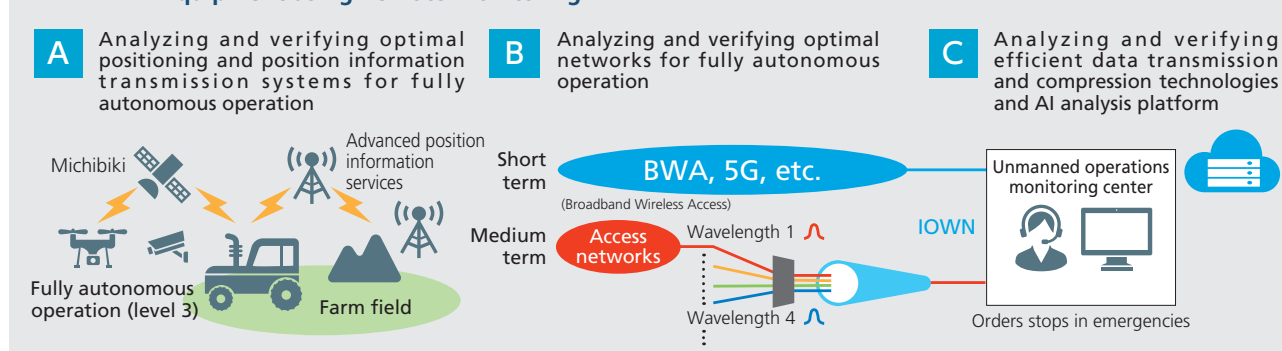 A
Analyzing and verifying optimal
positioning and position information
transmission systems for fully
autonomous operation
B
Analyzing and verifying optimal
networks for fully autonomous
operation
C
Analyzing and verifying
efficient data transmission
and compression technologies
and AI analysis platform
Michibiki
Advanced position
information
services
Fully autonomous
operation (level 3)
Farm field
Short
term
BWA, 5G, etc.
(Broadband Wireless Access)
Medium
term
Access
networks
Wavelength 1
Wavelength 4
IOWN
Unmanned operations
monitoring center
Orders stops in emergencies